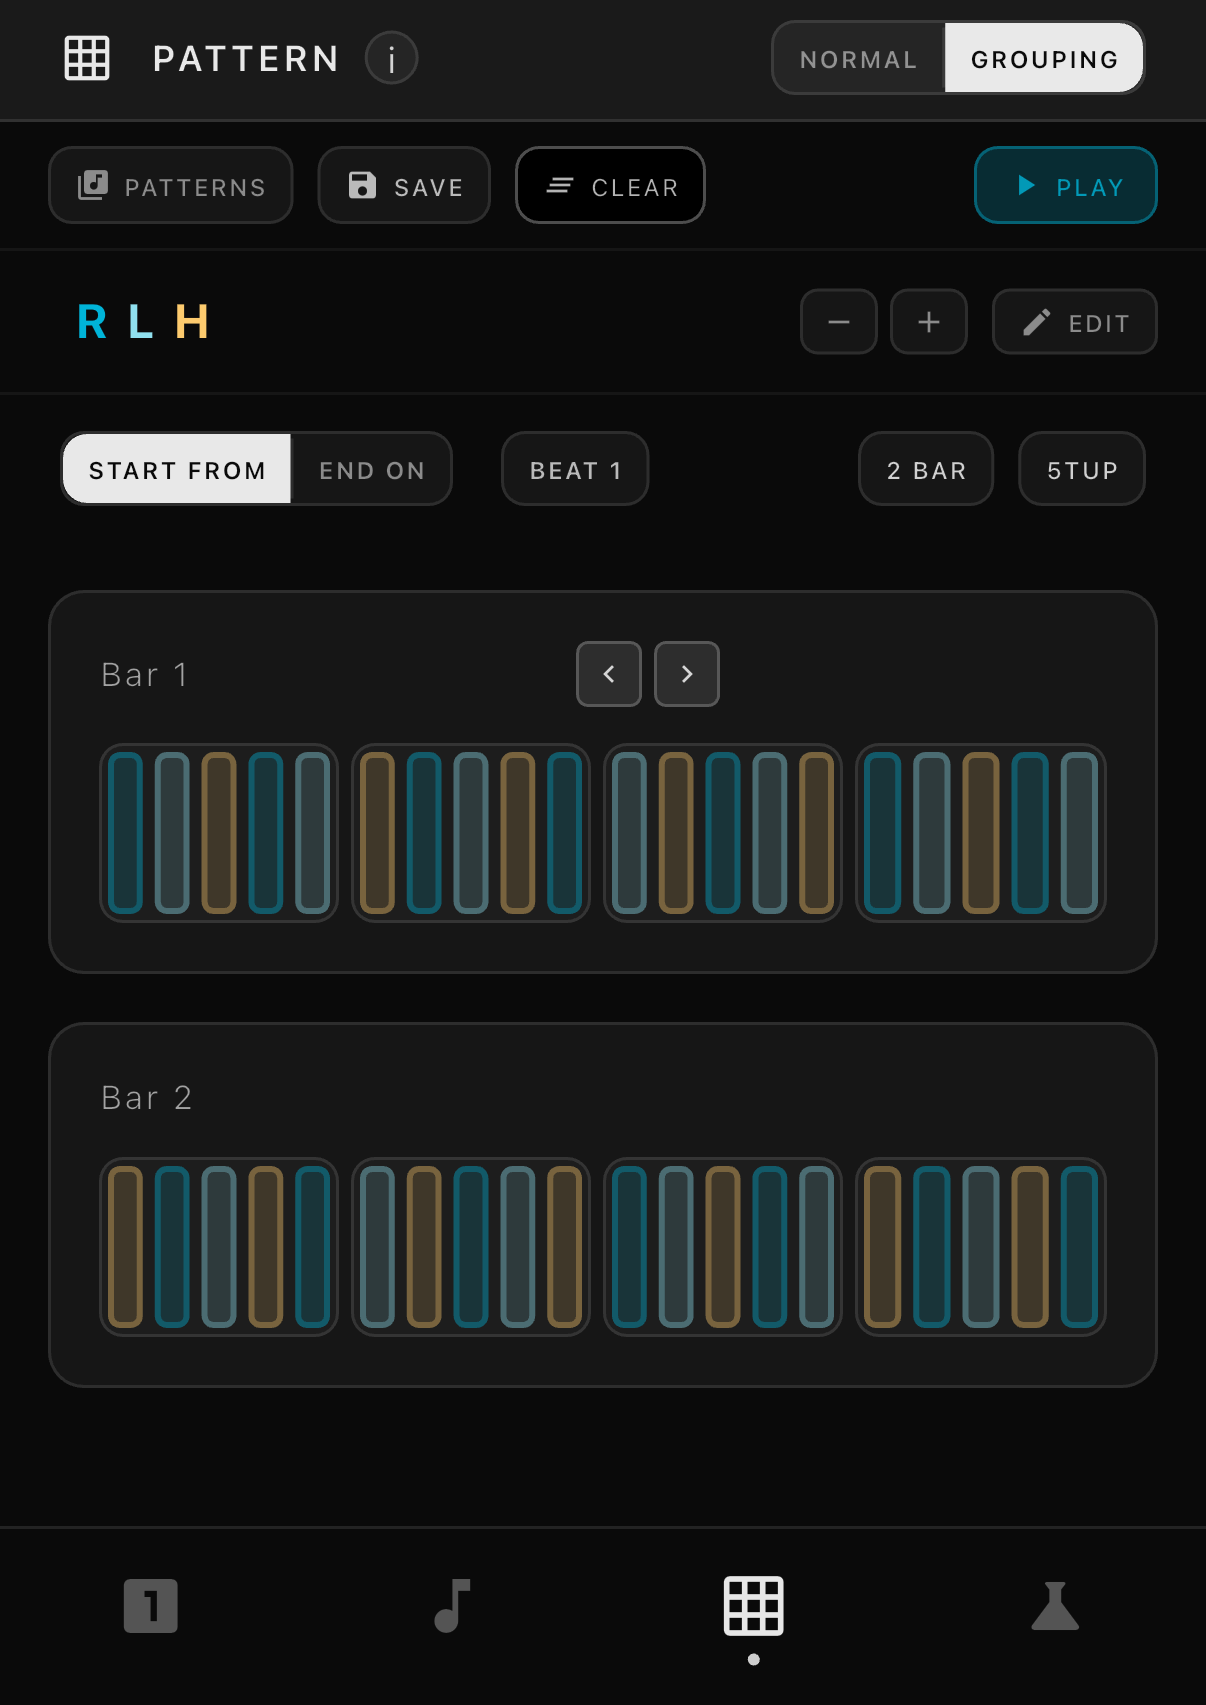 PATTERN i NORMAL GROUPING
PATTERNS SAVE CLEAR PLAY
R L H − + EDIT
START FROM END ON BEAT 1 2 BAR 5TUP
Bar 1
Bar 2
1